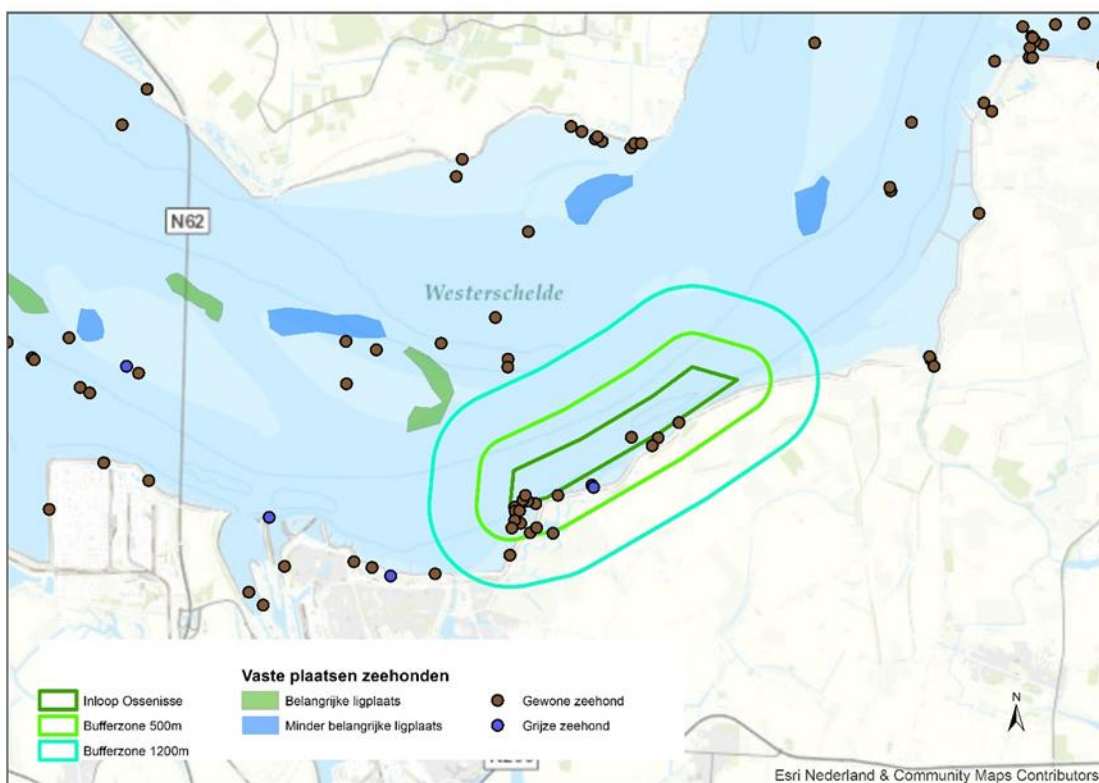 N62
Westerschelde
Vaste plaatsen zeehonden
Inloop Ossenisse
Belangrijke ligplaats
Gewone zeehond
Bufferzone 500m
Minder belangrijke ligplaats
Grijze zeehond
Bufferzone 1200m
N
Esri Nederland & Community Maps Contributors